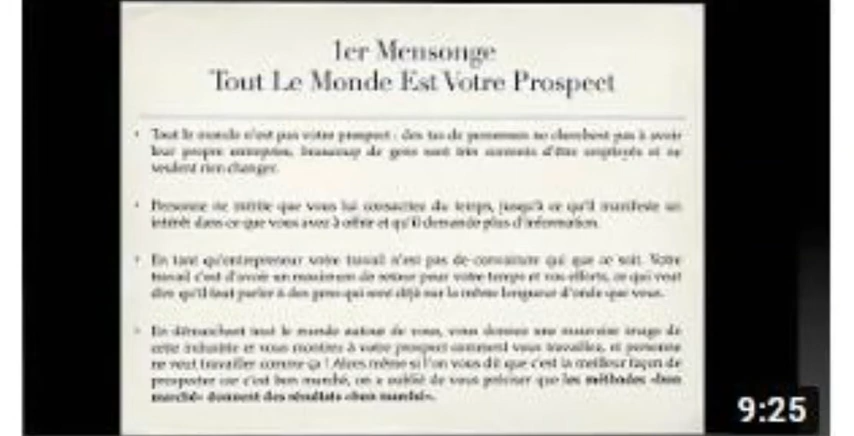 1er Mensonge
Tout Le Monde Est Votre Prospect
Tout le monde n'est pas votre prospect : des tas de personnes ne cherchent pas à avoir
leur propre entreprise, beaucoup de gens sont très contents d'être employés et ne
veulent rien changer.
Personne ne mérite que vous lui consacriez du temps, jusqu'à ce qu'il manifeste un
intérêt dans ce que vous avez à offrir et qu'il demande plus d'information.
En tant qu'entrepreneur votre travail n'est pas de convaincre qui que ce soit. Votre
travail c'est d'avoir un maximum de retour pour votre temps et vos efforts, ce qui veut
dire qu'il faut parler à des gens qui sont déjà sur la même longueur d'onde que vous.
En démarchant tout le monde autour de vous, vous donnez une mauvaise image de
cette industrie et vous montrez à votre prospect comment vous travaillez, et personne
ne veut travailler comme ça ! Alors même si l'on vous dit que c'est la meilleur façon de
prospecter car c'est bon marché, on a oublié de vous préciser que les méthodes «bon
marché» donnent des résultats «bon marché».
9:25